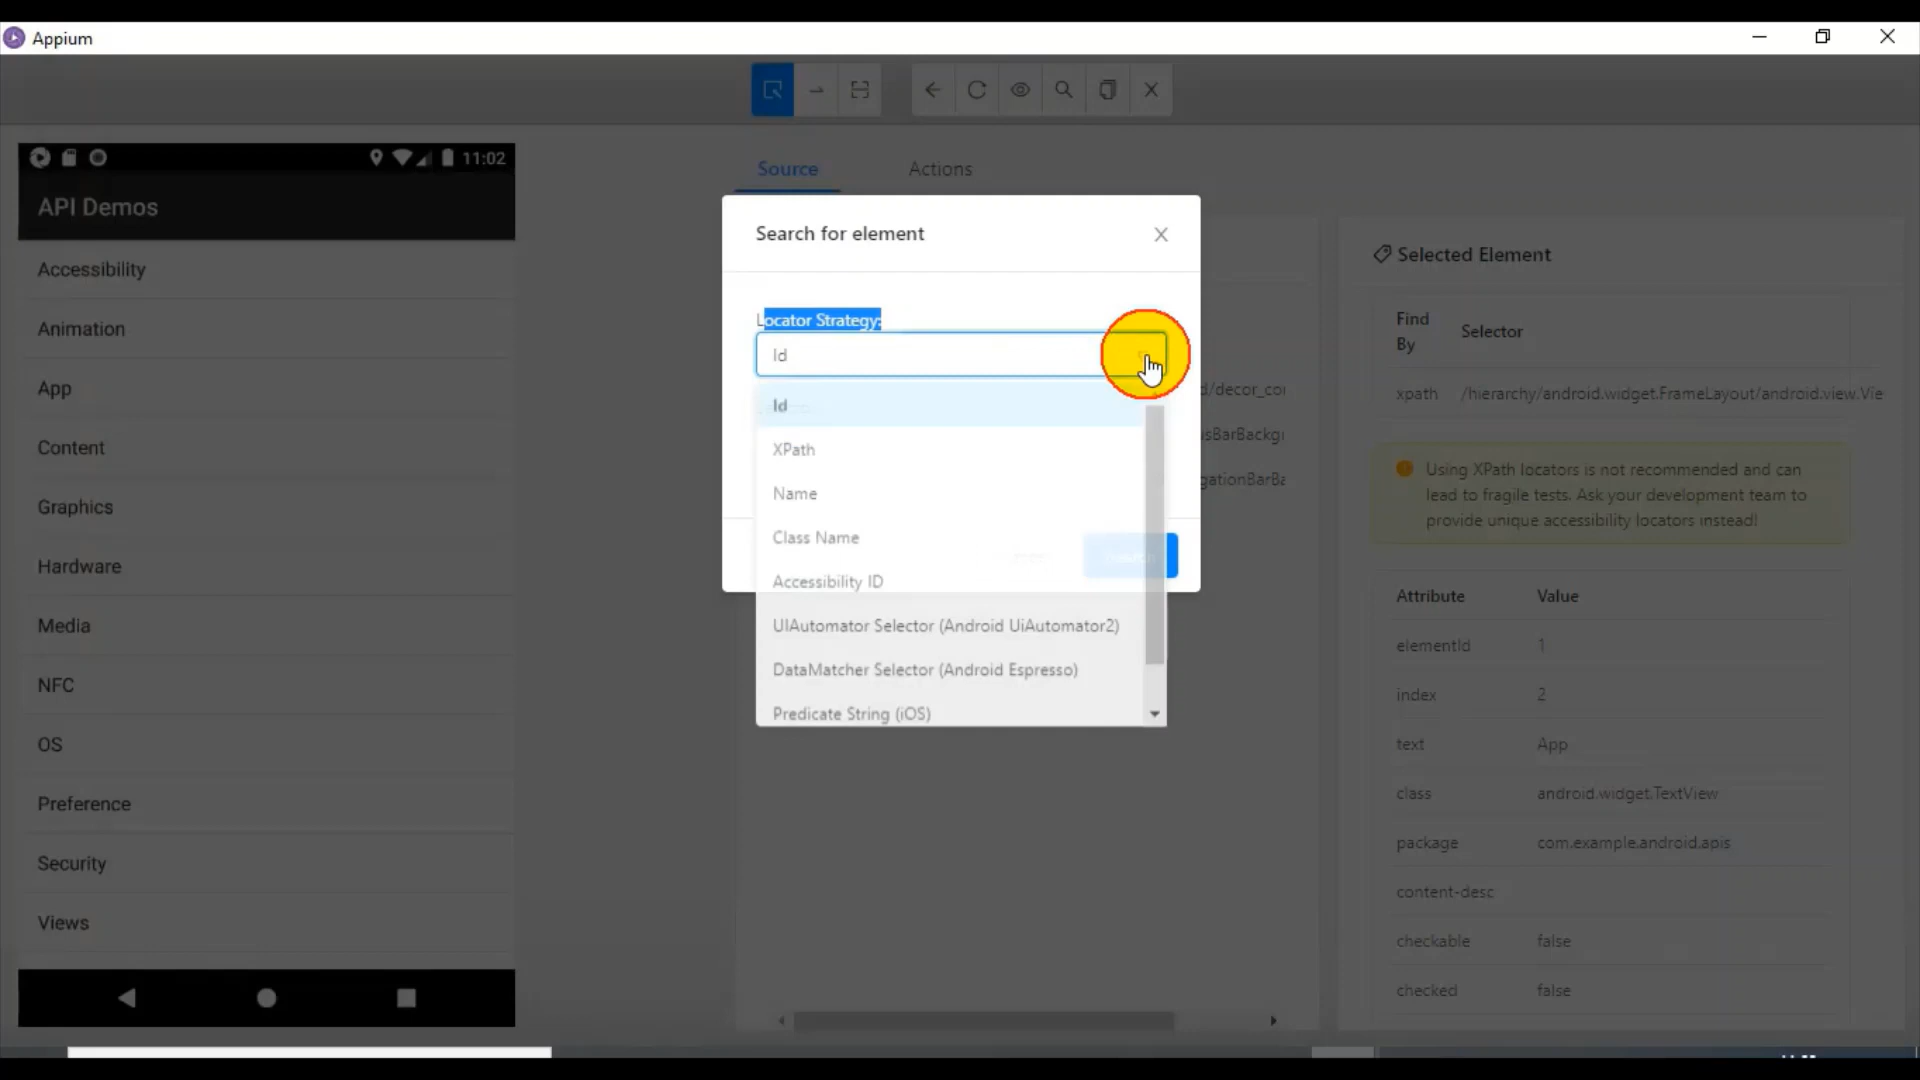 Appium
11:02
API Demos
Accessibility
Animation
App
Content
Graphics
Hardware
Media
NFC
OS
Preference
Security
Views
Source
Actions
Search for element
Locator Strategy:
Id
Id
XPath
Name
Class Name
Accessibility ID
UIAutomator Selector (Android UiAutomator2)
DataMatcher Selector (Android Espresso)
Predicate String (iOS)
Selected Element
Find By
Selector
xpath
/hierarchy/android.widget.FrameLayout/android.view.Vie
Using XPath locators is not recommended and can
lead to fragile tests. Ask your development team to
provide unique accessibility locators instead!
Attribute Value
elementId 1
index 2
text App
class android.widget.TextView
package com.example.android.apis
content-desc
checkable false
checked false